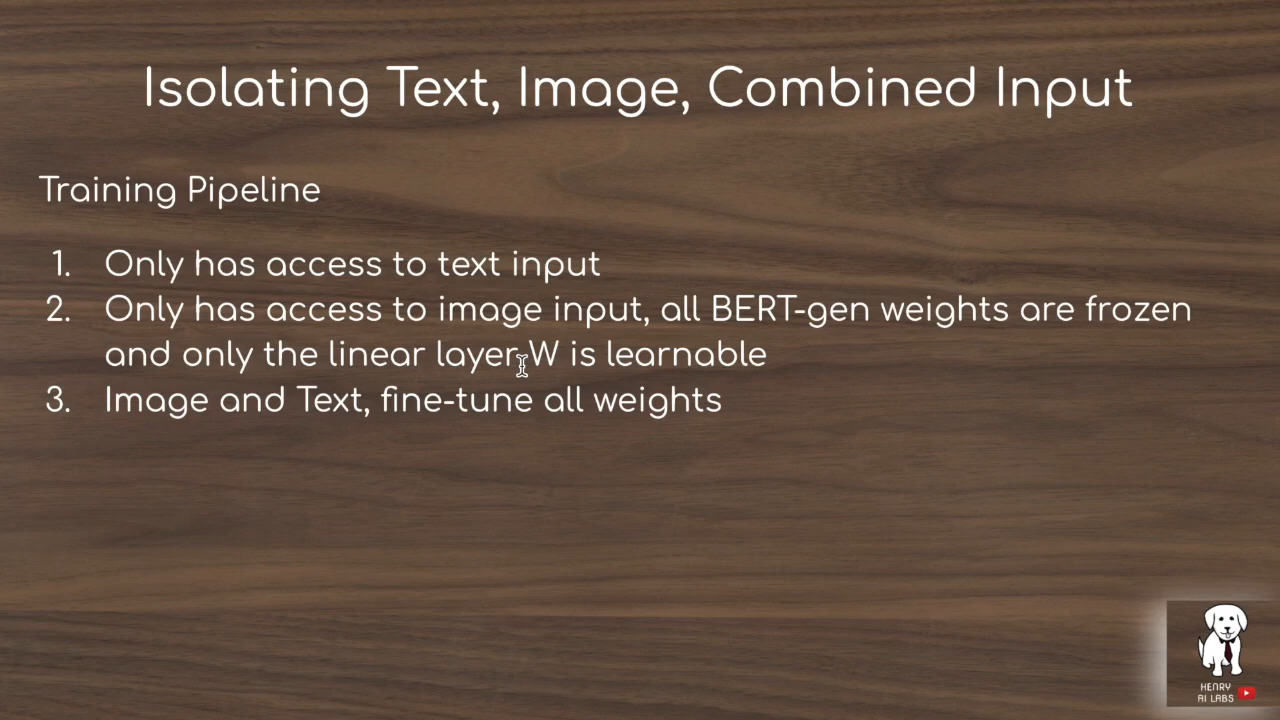 Isolating Text, Image, Combined Input
Training Pipeline
1. Only has access to text input
2. Only has access to image input, all BERT-gen weights are frozen
and only the linear layer W is learnable
3. Image and Text, fine-tune all weights
HENRY
AI LABS